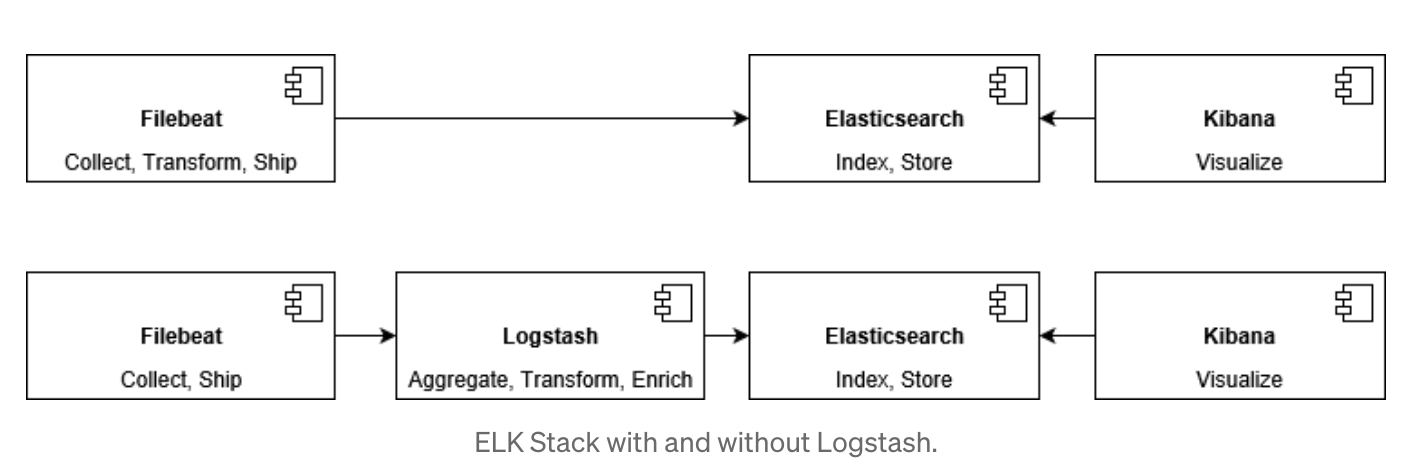 Filebeat
Collect, Transform, Ship
Elasticsearch
Index, Store
Kibana
Visualize
Filebeat
Collect, Ship
Logstash
Aggregate, Transform, Enrich
Elasticsearch
Index, Store
Kibana
Visualize
ELK Stack with and without Logstash.